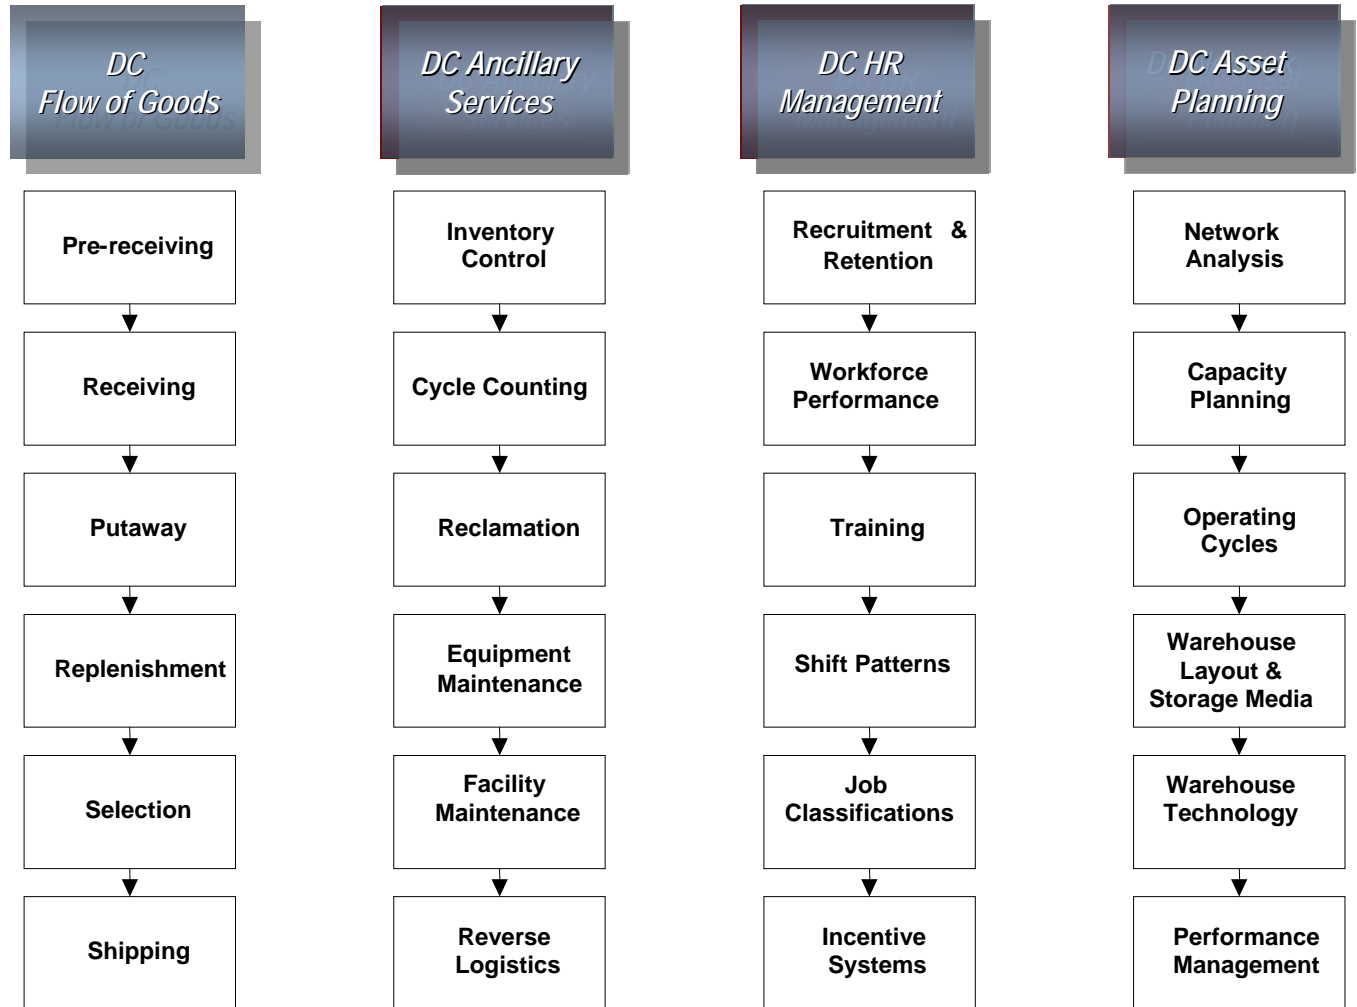 DC
Flow of Goods
Pre-receiving
Receiving
Putaway
Replenishment
Selection
Shipping
DC Ancillary
Services
Inventory
Control
Cycle Counting
Reclamation
Equipment
Maintenance
Facility
Maintenance
Reverse
Logistics
DC HR
Management
Recruitment &
Retention
Workforce
Performance
Training
Shift Patterns
Job
Classifications
Incentive
Systems
DC Asset
Planning
Network
Analysis
Capacity
Planning
Operating
Cycles
Warehouse
Layout &
Storage Media
Warehouse
Technology
Performance
Management